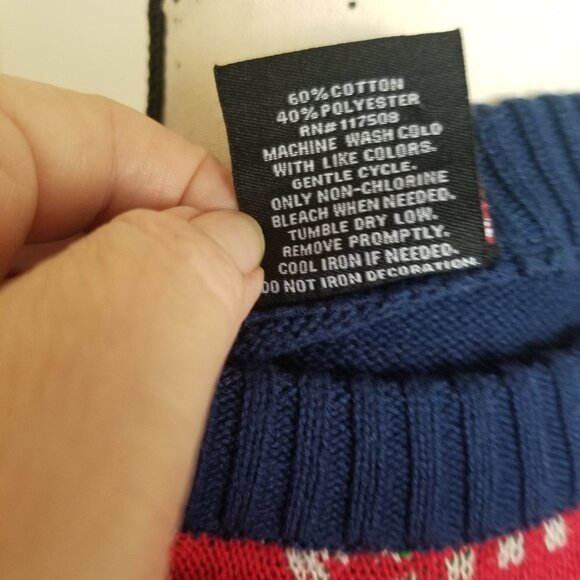 60% COTTON
40% POLYESTER
RN# 117509
MACHINE WASH COLD
WITH LIKE COLORS.
GENTLE CYCLE.
ONLY NON-CHLORINE
BLEACH WHEN NEEDED.
TUMBLE DRY LOW.
REMOVE PROMPTLY.
COOL IRON IF NEEDED.
DO NOT IRON DECORATION